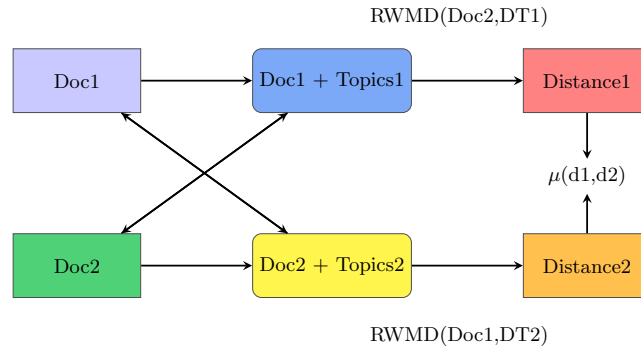 RWMD(Doc2,DT1)
Doc1
Doc1 + Topics1
Distance1
μ(d1,d2)
Doc2
Doc2 + Topics2
Distance2
RWMD(Doc1,DT2)